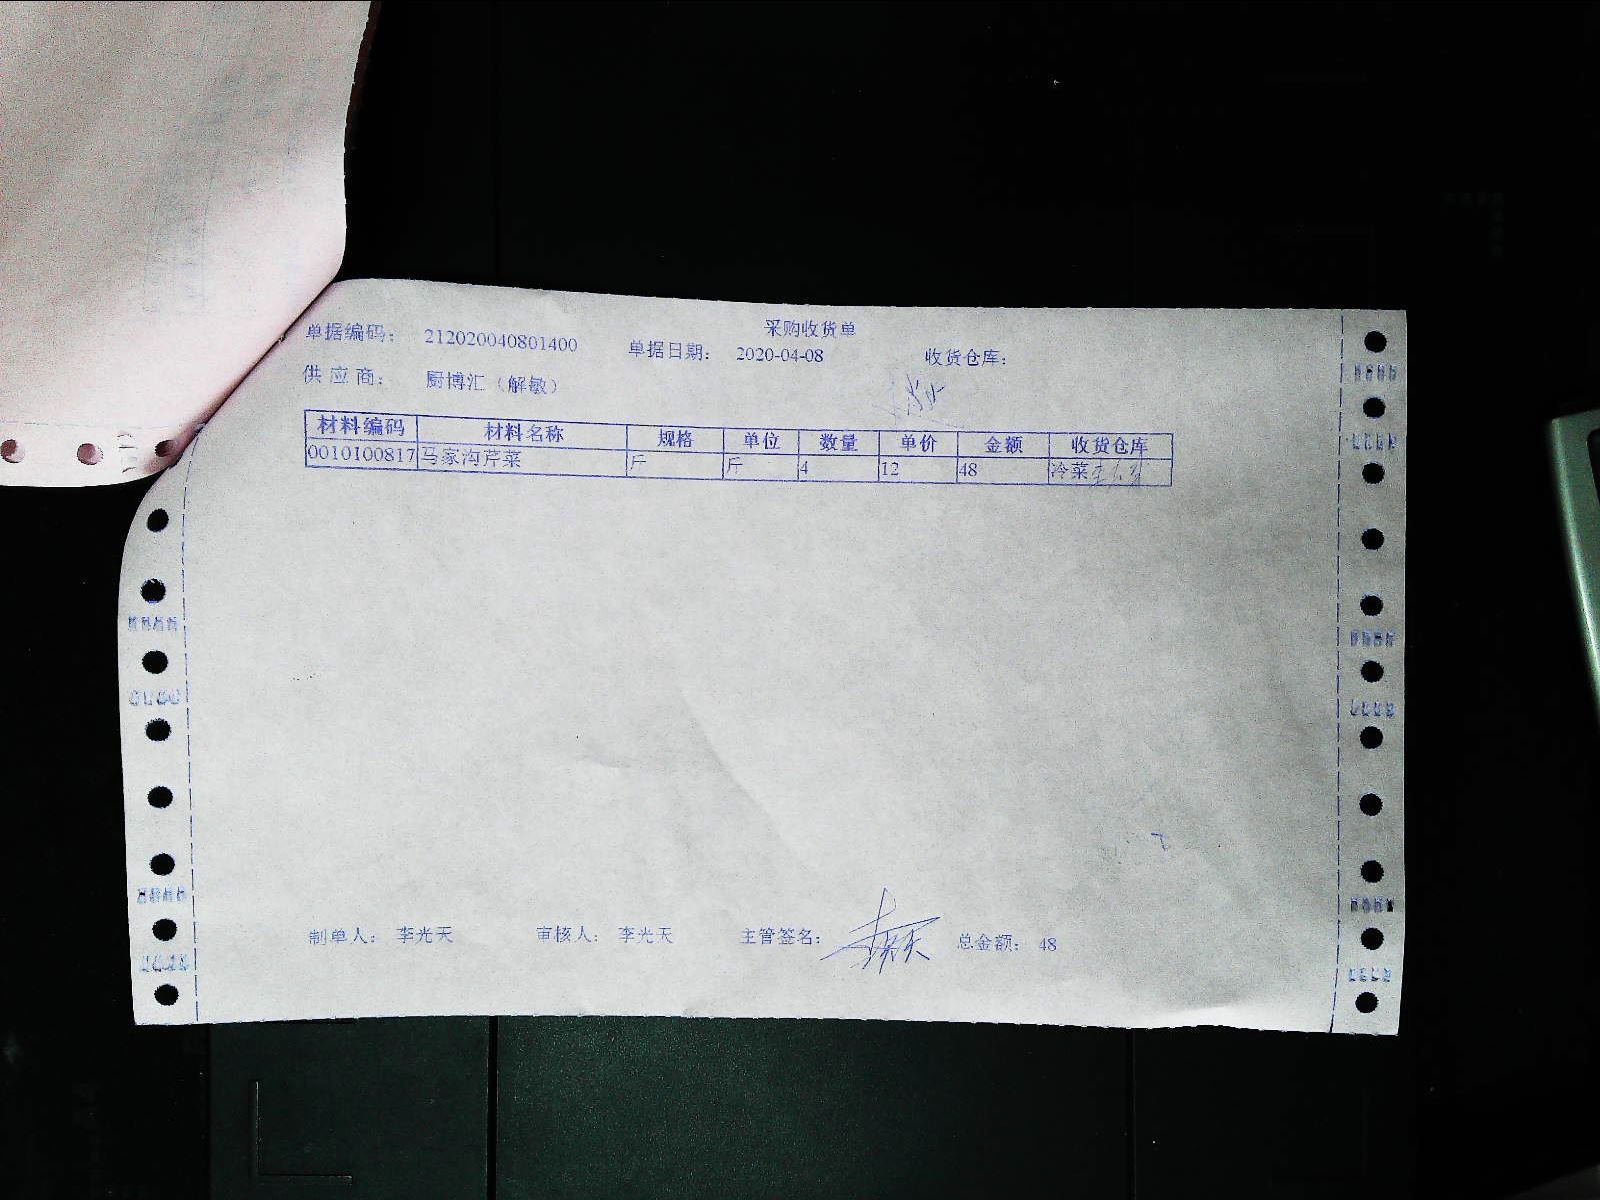 采购收货单
单据编码： 212020040801400 单据日期： 2020-04-08 收货仓库：
供应商： 厨博汇（解敏）
材料编码 材料名称 规格 单位 数量 单价 金额 收货仓库
0010100817 马家沟芹菜 斤 斤 4 12 48 冷菜
制单人： 李光天 审核人： 李光天 主管签名： 总金额： 48